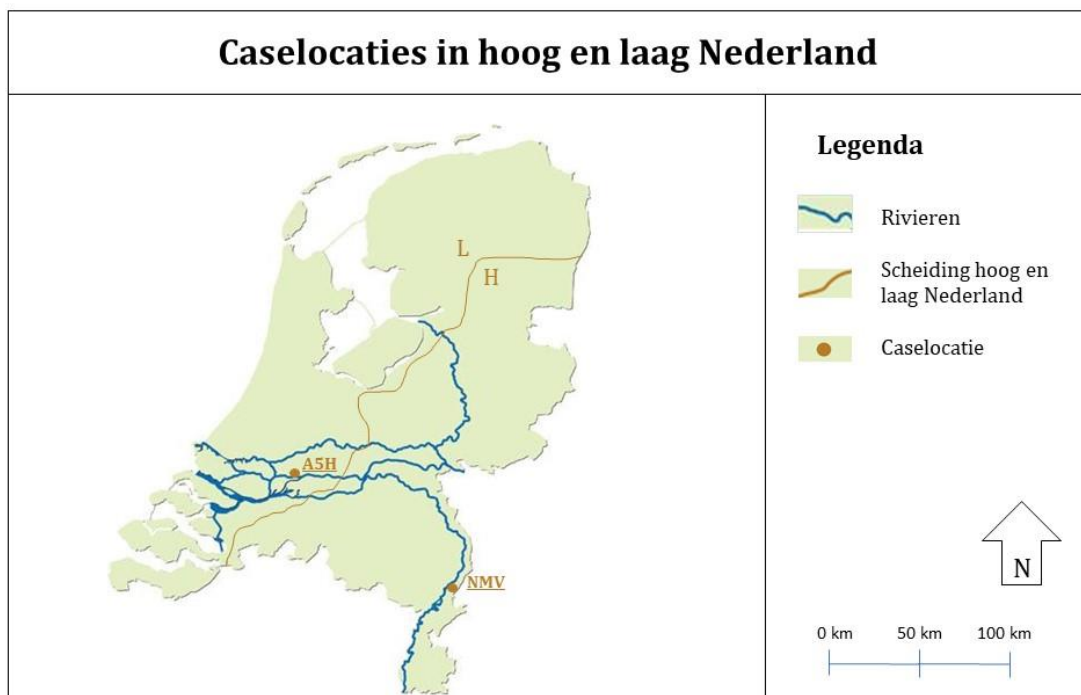 Caselocaties in hoog en laag Nederland
L
H
A5H
NMV
Legenda
Rivieren
Scheiding hoog en
laag Nederland
Caselocatie
N
0 km
50 km
100 km